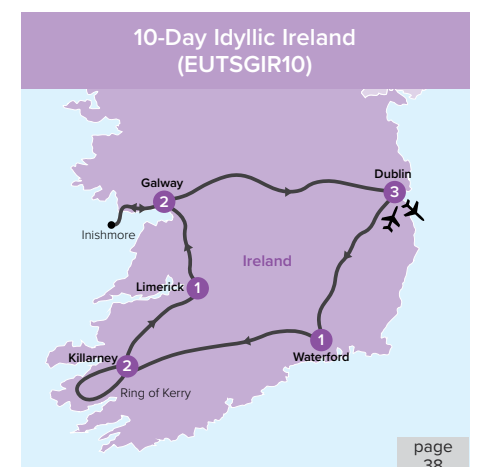 10-Day Idyllic Ireland
(EUTSGIR10)
Dublin
3
Galway
2
Inishmore
Ireland
Limerick
1
1
Waterford
Killarney
2
Ring of Kerry
page
38